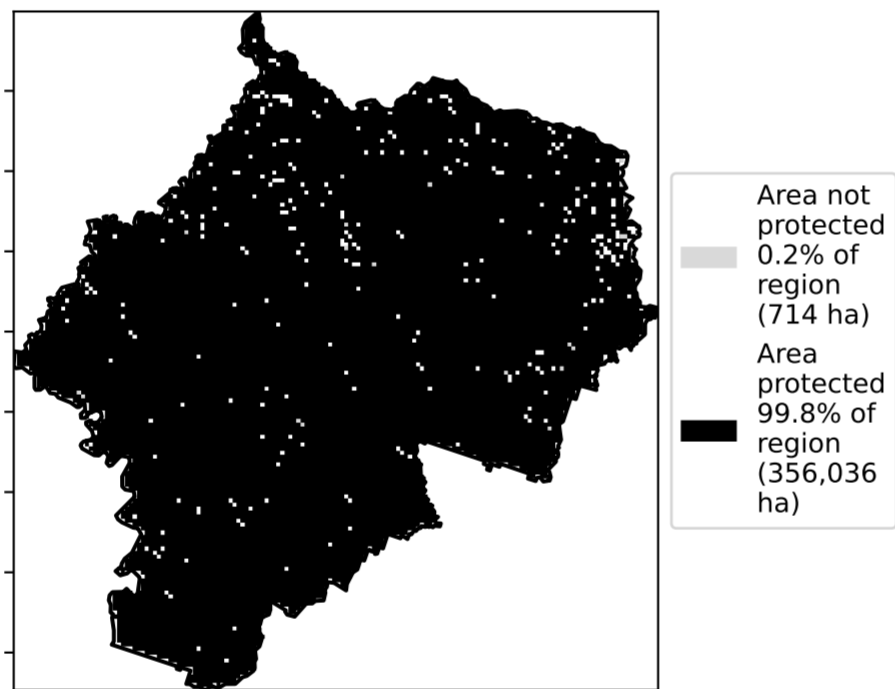 Area not
protected
0.2% of
region
(714 ha)
Area
protected
99.8% of
region
(356,036
ha)